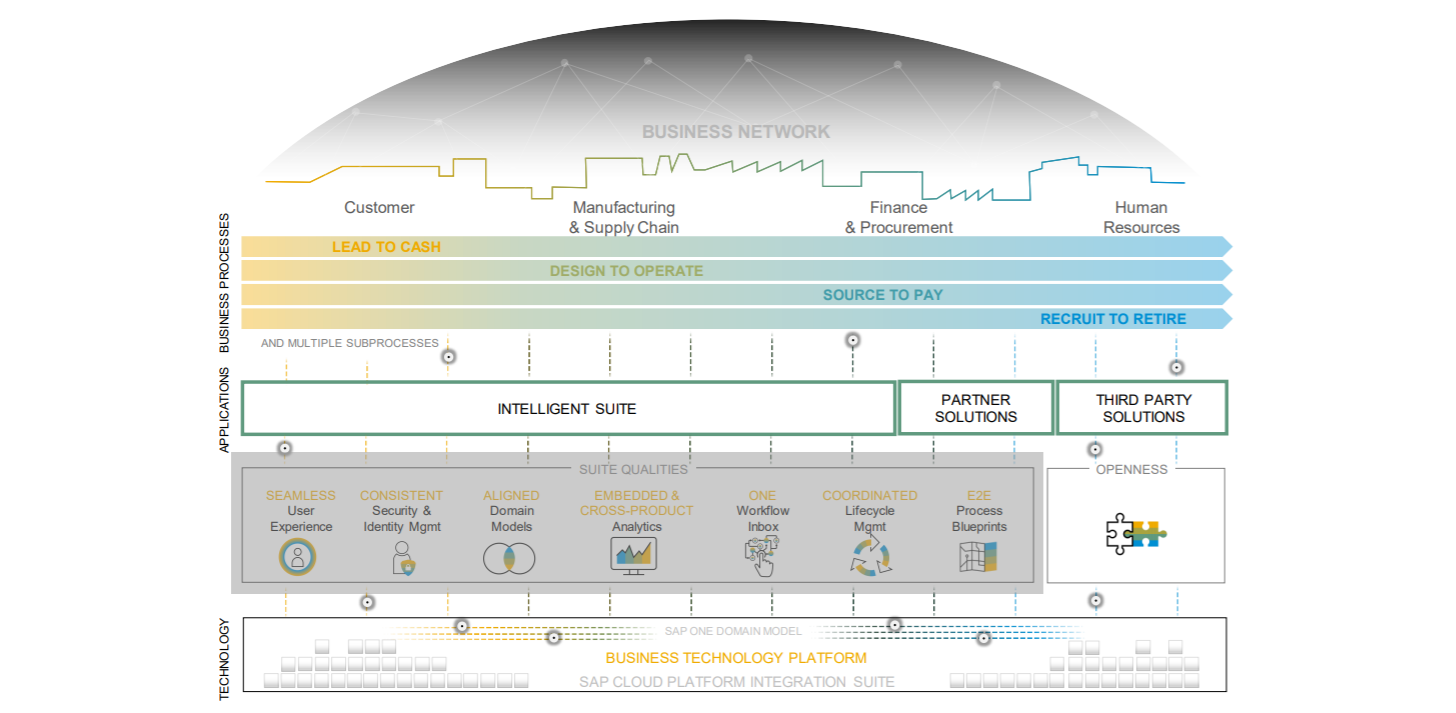 BUSINESS NETWORK
Customer
Manufacturing
& Supply Chain
Finance
& Procurement
Human
Resources
BUSINESS PROCESSES
LEAD TO CASH
DESIGN TO OPERATE
SOURCE TO PAY
RECRUIT TO RETIRE
AND MULTIPLE SUBPROCESSES
APPLICATIONS
INTELLIGENT SUITE
PARTNER
SOLUTIONS
THIRD PARTY
SOLUTIONS
SUITE QUALITIES
SEAMLESS
User
Experience
CONSISTENT
Security &
Identity Mgmt
ALIGNED
Domain
Models
EMBEDDED &
CROSS-PRODUCT
Analytics
ONE
Workflow
Inbox
COORDINATED
Lifecycle
Mgmt
E2E
Process
Blueprints
OPENNESS
TECHNOLOGY
SAP ONE DOMAIN MODEL
BUSINESS TECHNOLOGY PLATFORM
SAP CLOUD PLATFORM INTEGRATION SUITE